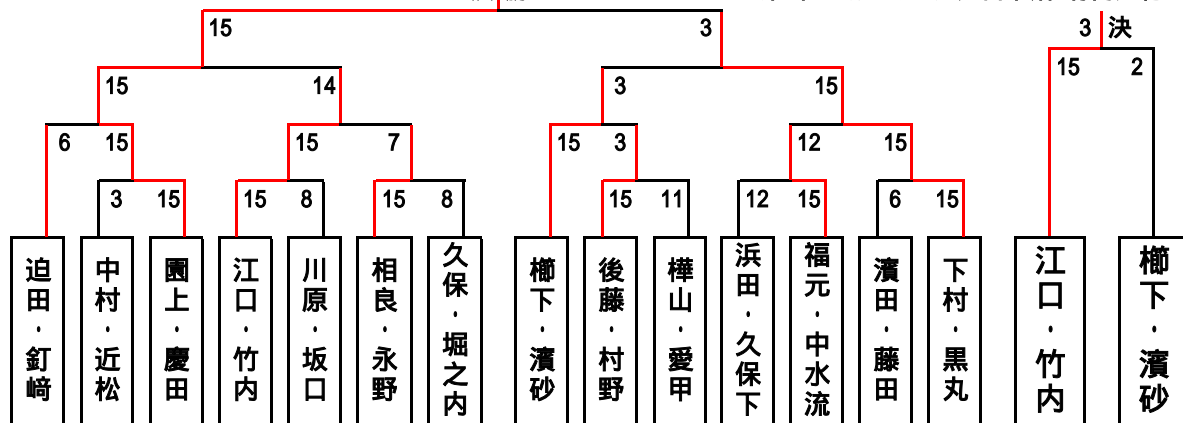 3 決
15 3
15 2
15 14
3 15
6 15
15 7
15 3
12 15
3 15
15 8
15 8
15 11
12 15
6 15
迫田・釘﨑
中村・近松
園上・慶田
江口・竹内
川原・坂口
相良・永野
久保・堀之内
櫛下・濱砂
後藤・村野
樺山・愛甲
浜田・久保下
福元・中水流
濱田・藤田
下村・黒丸
江口・竹内
櫛下・濱砂